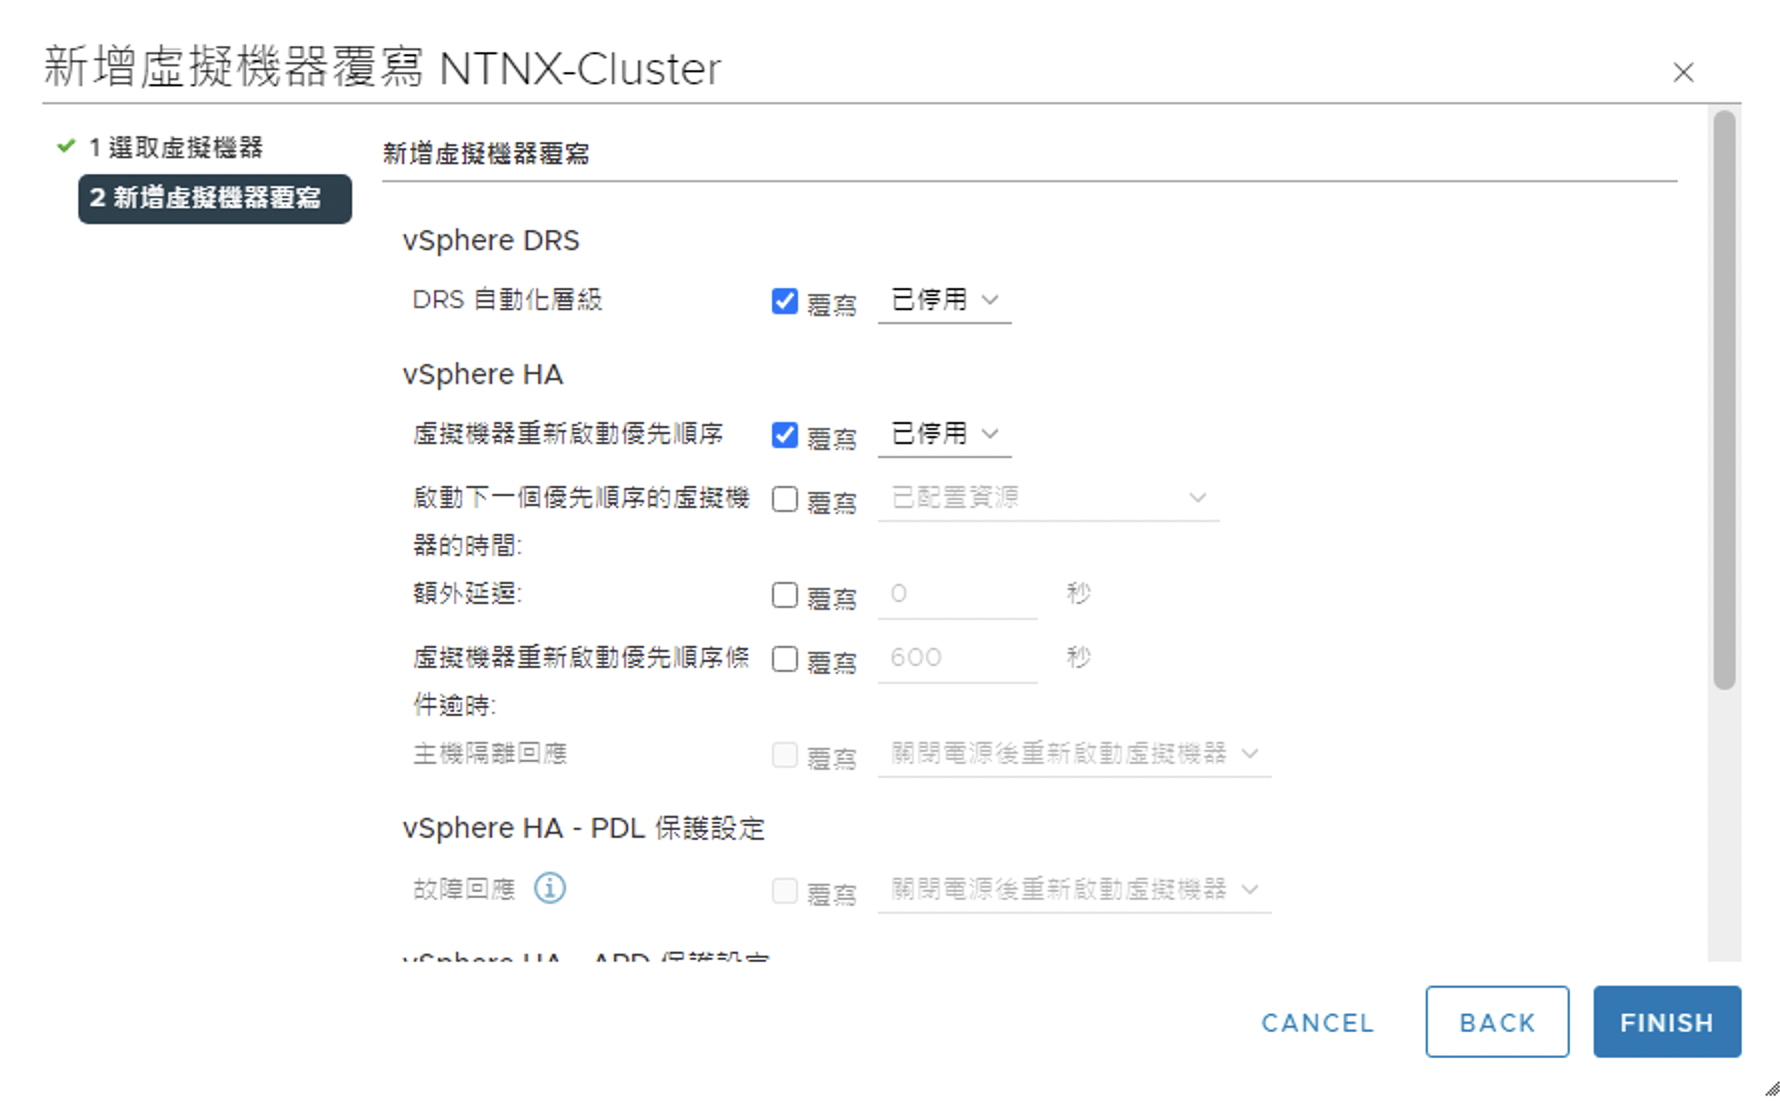 新增虛擬機器覆寫 NTNX-Cluster
1 選取虛擬機器
2 新增虛擬機器覆寫
新增虛擬機器覆寫
vSphere DRS
DRS 自動化層級 覆寫 已停用
vSphere HA
虛擬機器重新啟動優先順序 覆寫 已停用
啟動下一個優先順序的虛擬機 覆寫 已配置資源
器的時間:
額外延遲: 覆寫 0 秒
虛擬機器重新啟動優先順序條 覆寫 600 秒
件逾時:
主機隔離回應 覆寫 關閉電源後重新啟動虛擬機器
vSphere HA - PDL 保護設定
故障回應 覆寫 關閉電源後重新啟動虛擬機器
vSphere HA - APD 保護設定
CANCEL BACK FINISH